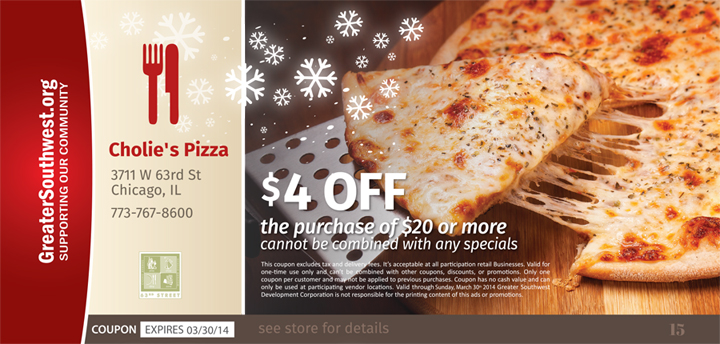 GreaterSouthwest.org
SUPPORTING OUR COMMUNITY
Cholie's Pizza
3711 W 63rd St
Chicago, IL
773-767-8600
63RD STREET
$4 OFF
the purchase of $20 or more
cannot be combined with any specials
This coupon excludes tax and delivery fees. It's acceptable at all participation retail Businesses. Valid for
one-time use only and can't be combined with other coupons, discounts, or promotions. Only one
coupon per customer and may not be applied to previous purchases. Coupon has no cash value and can
only be used at participating vendor locations. Valid through Sunday, March 30th 2014 Greater Southwest
Development Corporation is not responsible for the printing content of this ads or promotions.
COUPON EXPIRES 03/30/14 see store for details 15